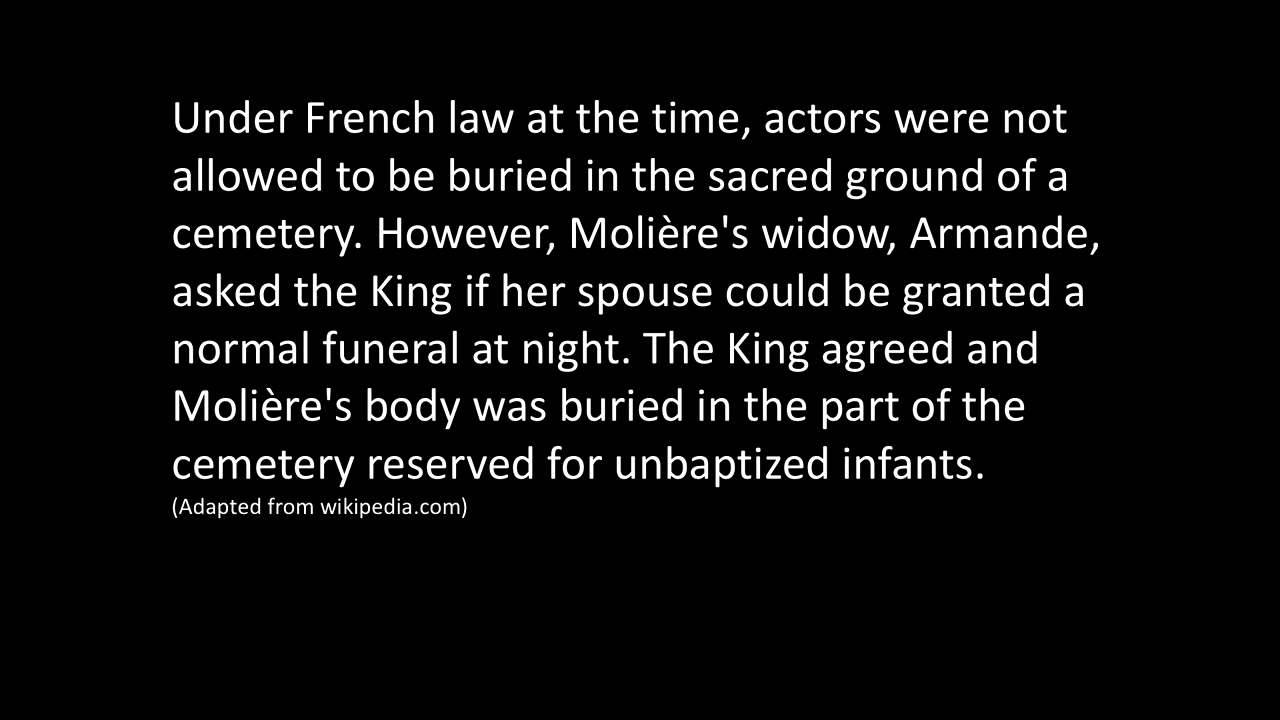 Under French law at the time, actors were not
allowed to be buried in the sacred ground of a
cemetery. However, Molière's widow, Armande,
asked the King if her spouse could be granted a
normal funeral at night. The King agreed and
Molière's body was buried in the part of the
cemetery reserved for unbaptized infants.
(Adapted from wikipedia.com)